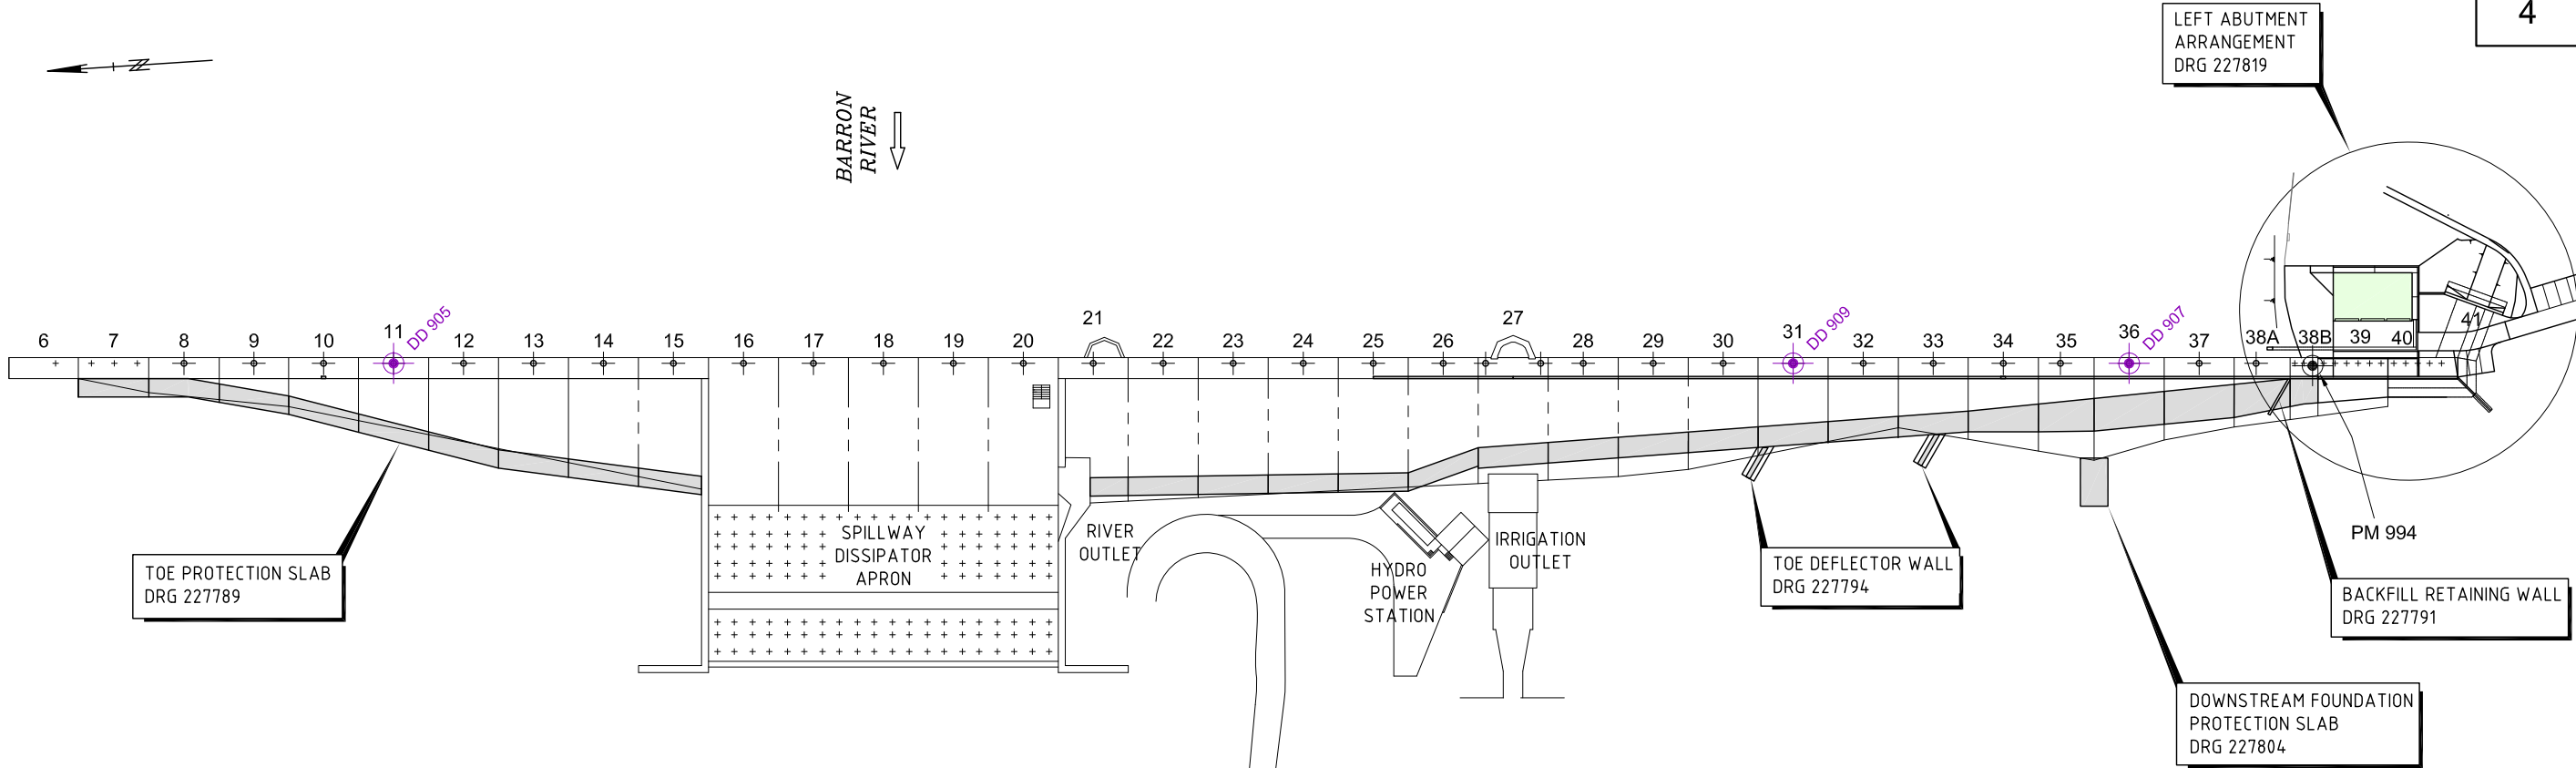 4
LEFT ABUTMENT
ARRANGEMENT
DRG 227819
N
BARRON
RIVER
6 7 8 9 10 11 DD 905 12 13 14 15 16 17 18 19 20 21 22 23 24 25 26 27 28 29 30 31 DD 909 32 33 34 35 36 DD 907 37 38A 38B 39 40 41
TOE PROTECTION SLAB
DRG 227789
SPILLWAY
DISSIPATOR
APRON
RIVER
OUTLET
HYDRO
POWER
STATION
IRRIGATION
OUTLET
TOE DEFLECTOR WALL
DRG 227794
PM 994
BACKFILL RETAINING WALL
DRG 227791
DOWNSTREAM FOUNDATION
PROTECTION SLAB
DRG 227804